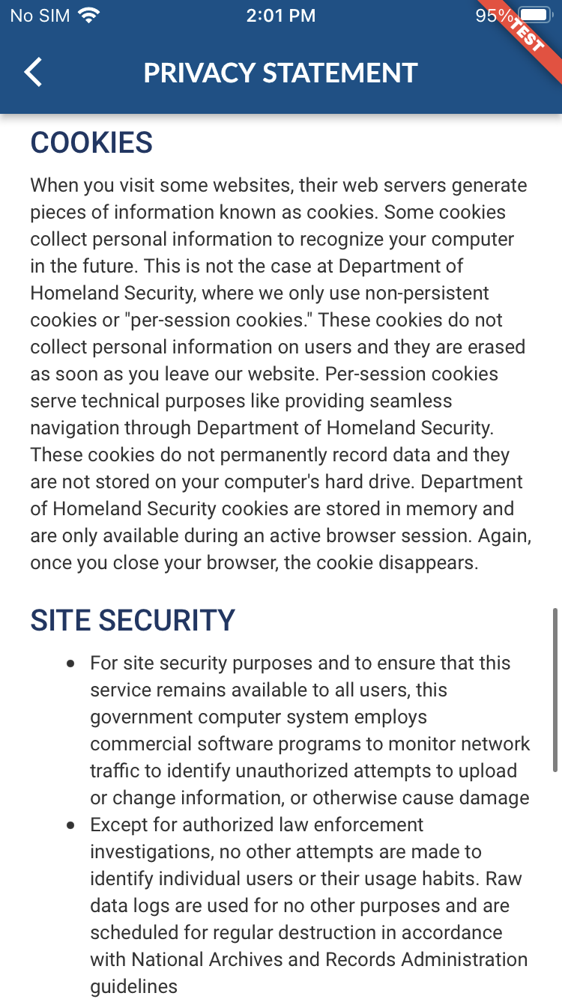 No SIM 2:01 PM 95%
TEST
PRIVACY STATEMENT
COOKIES
When you visit some websites, their web servers generate
pieces of information known as cookies. Some cookies
collect personal information to recognize your computer
in the future. This is not the case at Department of
Homeland Security, where we only use non-persistent
cookies or "per-session cookies." These cookies do not
collect personal information on users and they are erased
as soon as you leave our website. Per-session cookies
serve technical purposes like providing seamless
navigation through Department of Homeland Security.
These cookies do not permanently record data and they
are not stored on your computer's hard drive. Department
of Homeland Security cookies are stored in memory and
are only available during an active browser session. Again,
once you close your browser, the cookie disappears.
SITE SECURITY
• For site security purposes and to ensure that this
service remains available to all users, this
government computer system employs
commercial software programs to monitor network
traffic to identify unauthorized attempts to upload
or change information, or otherwise cause damage
• Except for authorized law enforcement
investigations, no other attempts are made to
identify individual users or their usage habits. Raw
data logs are used for no other purposes and are
scheduled for regular destruction in accordance
with National Archives and Records Administration
guidelines